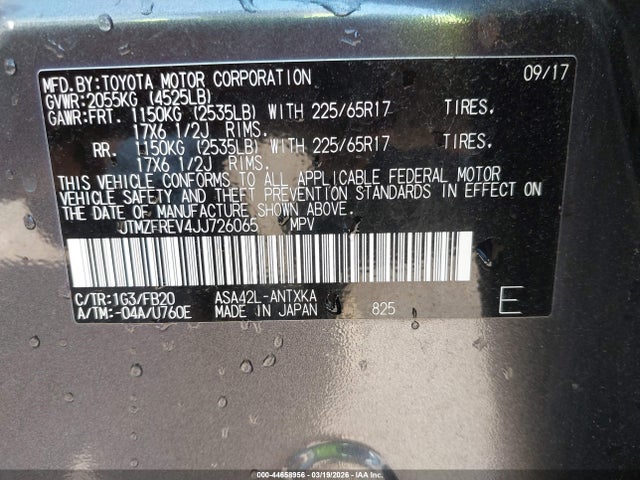 MFD. BY: TOYOTA MOTOR CORPORATION 09/17
GVWR: 2055KG (4525LB)
GAWR: FRT. 1150KG (2535LB) WITH 225/65R17 TIRES.
17X6 1/2J RIMS.
RR. 1150KG (2535LB) WITH 225/65R17 TIRES.
17X6 1/2J RIMS.
THIS VEHICLE CONFORMS TO ALL APPLICABLE FEDERAL MOTOR
VEHICLE SAFETY AND THEFT PREVENTION STANDARDS IN EFFECT ON
THE DATE OF MANUFACTURE SHOWN ABOVE.
JTMZFREV4JJ726065 MPV
C/TR: 1G3/FB20 ASA42L-ANTXKA
A/TM: -04A/U760E MADE IN JAPAN 825 E
000-44658956 - 03/19/2026 - IAA Inc.